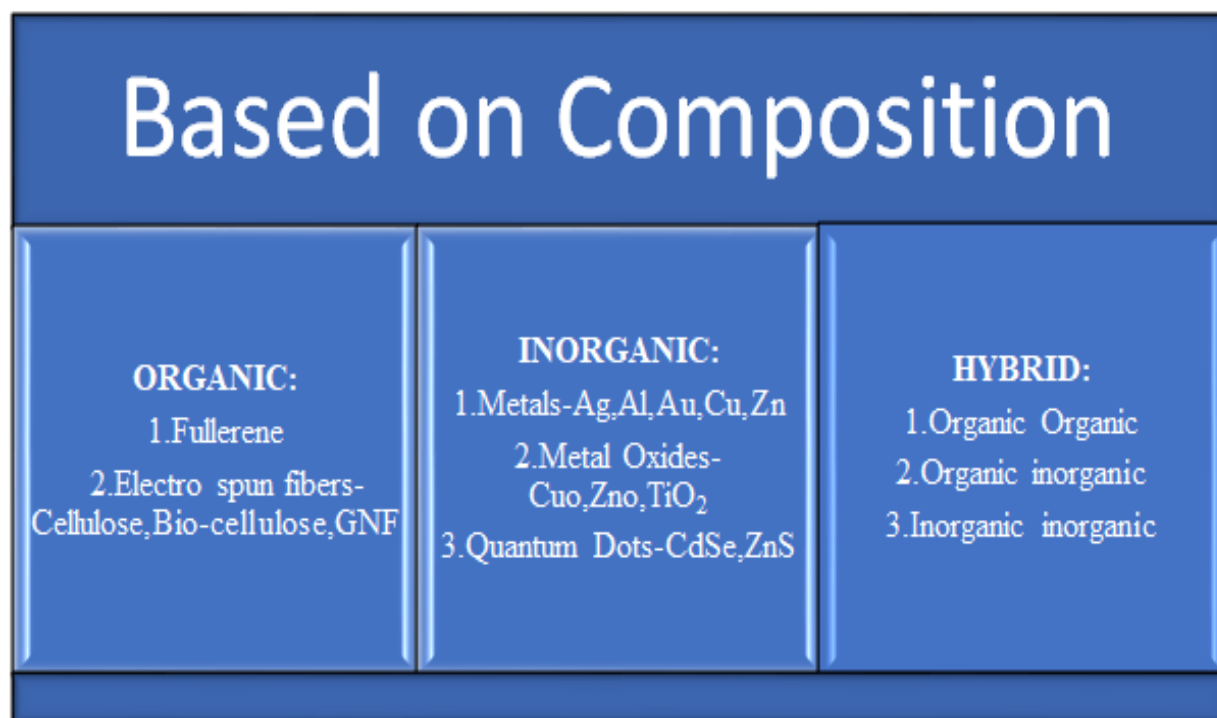 Based on Composition
ORGANIC:
1.Fullerene
2.Electro spun fibers-
Cellulose,Bio-cellulose,GNF
INORGANIC:
1.Metals-Ag,Al,Au,Cu,Zn
2.Metal Oxides-
Cuo,Zno,TiO₂
3.Quantum Dots-CdSe,ZnS
HYBRID:
1.Organic Organic
2.Organic inorganic
3.Inorganic inorganic